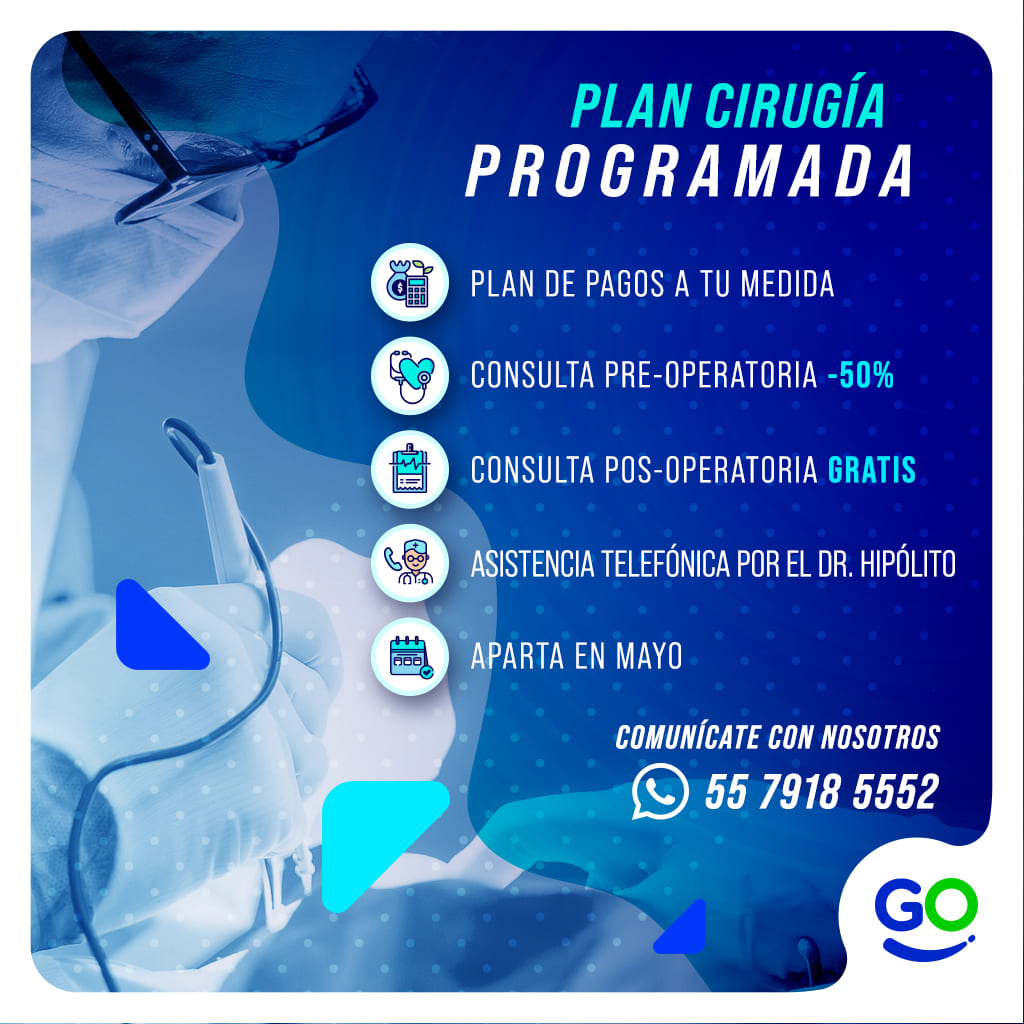 PLAN CIRUGÍA
PROGRAMADA
PLAN DE PAGOS A TU MEDIDA
CONSULTA PRE-OPERATORIA -50%
CONSULTA POS-OPERATORIA GRATIS
ASISTENCIA TELEFÓNICA POR EL DR. HIPÓLITO
APARTA EN MAYO
COMUNÍCATE CON NOSOTROS
55 7918 5552
GO